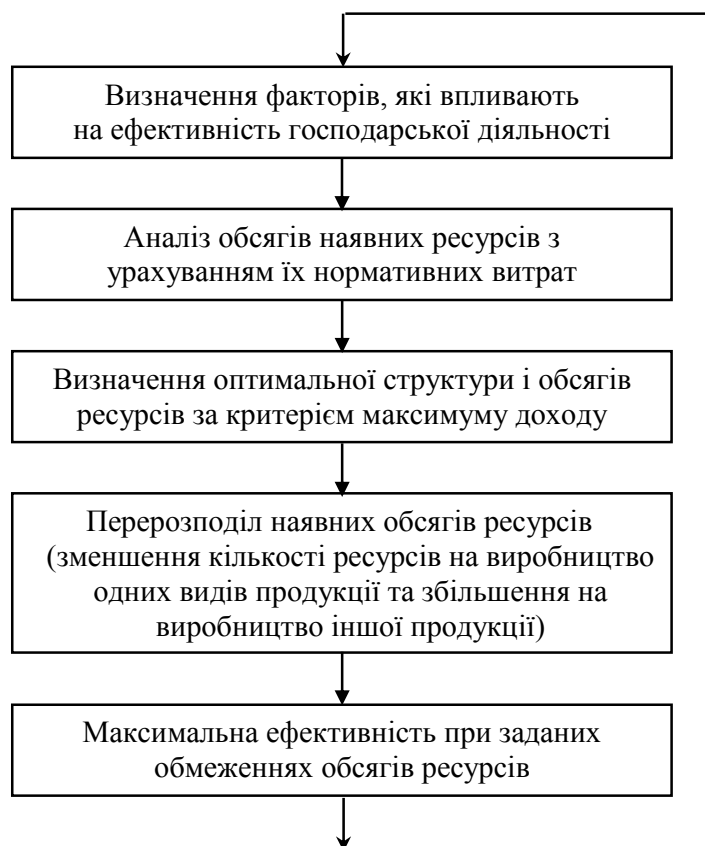 Визначення факторів, які впливають
на ефективність господарської діяльності
Аналіз обсягів наявних ресурсів з
урахуванням їх нормативних витрат
Визначення оптимальної структури і обсягів
ресурсів за критерієм максимуму доходу
Перерозподіл наявних обсягів ресурсів
(зменшення кількості ресурсів на виробництво
одних видів продукції та збільшення на
виробництво іншої продукції)
Максимальна ефективність при заданих
обмеженнях обсягів ресурсів